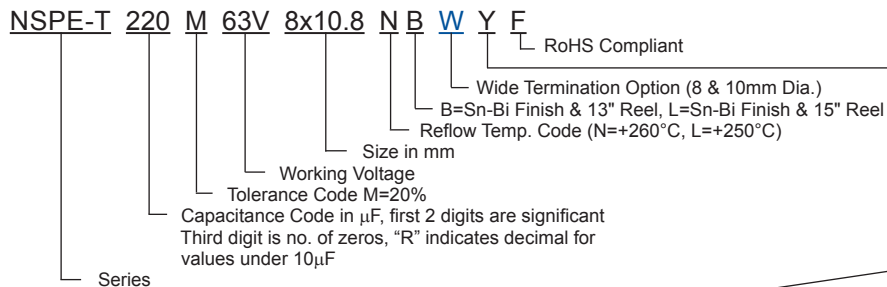 NSPE-T 220 M 63V 8x10.8 N B W Y F
RoHS Compliant
Wide Termination Option (8 & 10mm Dia.)
B=Sn-Bi Finish & 13" Reel, L=Sn-Bi Finish & 15" Reel
Reflow Temp. Code (N=+260°C, L=+250°C)
Size in mm
Working Voltage
Tolerance Code M=20%
Capacitance Code in μF, first 2 digits are significant
Third digit is no. of zeros, “R” indicates decimal for
values under 10μF
Series